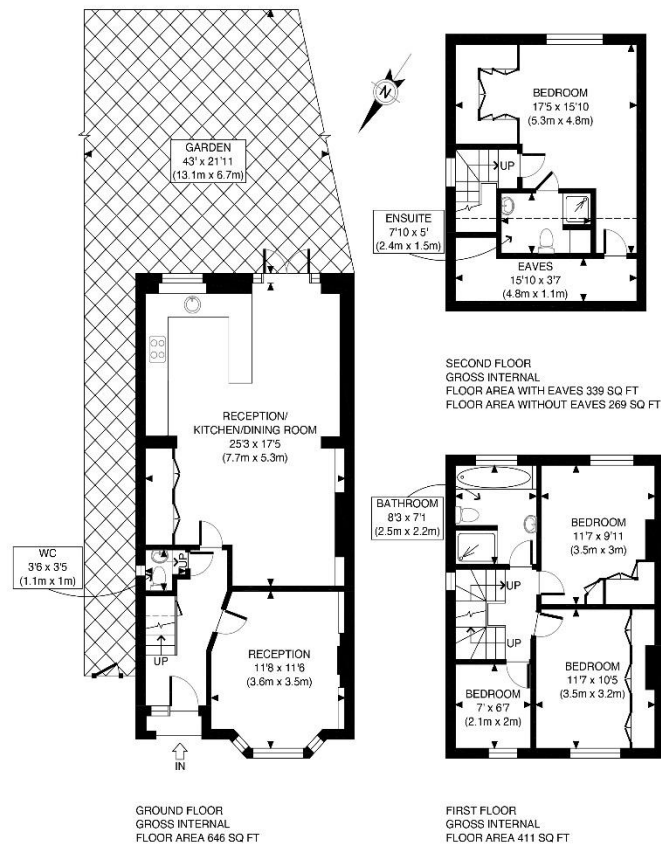 GARDEN
43' x 21'11
(13.1m x 6.7m)
N
RECEPTION/
KITCHEN/DINING ROOM
25'3 x 17'5
(7.7m x 5.3m)
WC
3'6 x 3'5
(1.1m x 1m)
UP
UP
RECEPTION
11'8 x 11'6
(3.6m x 3.5m)
IN
GROUND FLOOR
GROSS INTERNAL
FLOOR AREA 646 SQ FT
BEDROOM
17'5 x 15'10
(5.3m x 4.8m)
UP
ENSUITE
7'10 x 5'
(2.4m x 1.5m)
EAVES
15'10 x 3'7
(4.8m x 1.1m)
SECOND FLOOR
GROSS INTERNAL
FLOOR AREA WITH EAVES 339 SQ FT
FLOOR AREA WITHOUT EAVES 269 SQ FT
BATHROOM
8'3 x 7'1
(2.5m x 2.2m)
BEDROOM
11'7 x 9'11
(3.5m x 3m)
UP
UP
BEDROOM
7' x 6'7
(2.1m x 2m)
BEDROOM
11'7 x 10'5
(3.5m x 3.2m)
FIRST FLOOR
GROSS INTERNAL
FLOOR AREA 411 SQ FT